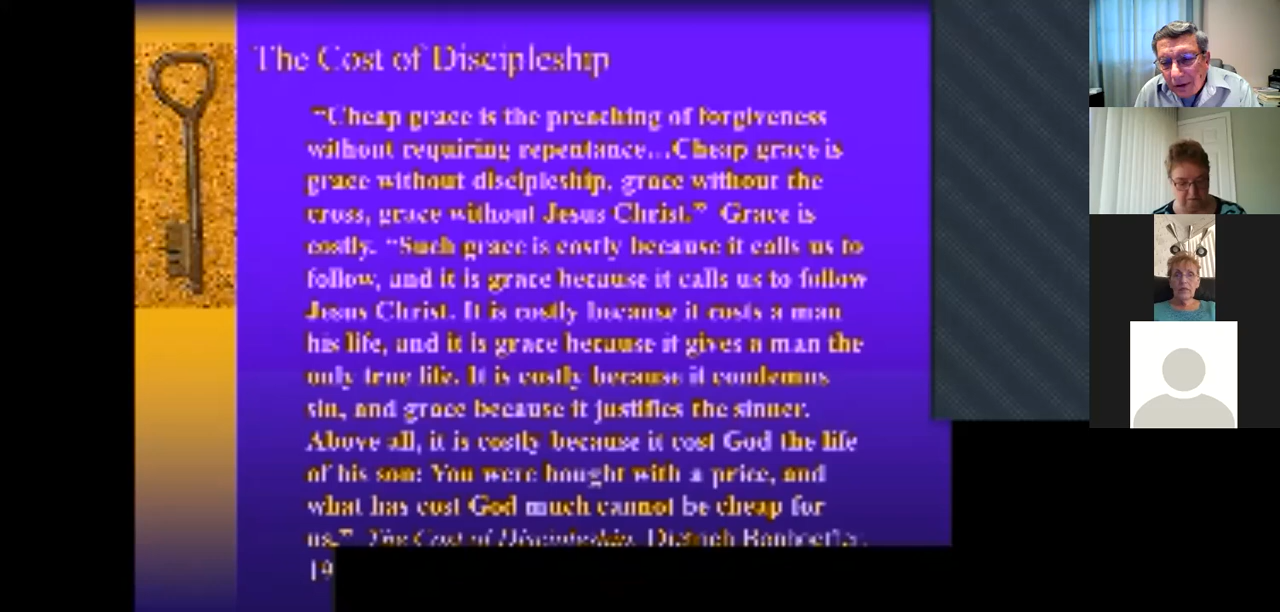 The Cost of Discipleship
"Cheap grace is the preaching of forgiveness
without requiring repentance...Cheap grace is
grace without discipleship, grace without the
cross, grace without Jesus Christ." Grace is
costly. "Such grace is costly because it calls us to
follow, and it is grace because it calls us to follow
Jesus Christ. It is costly because it costs a man
his life, and it is grace because it gives a man the
only true life. It is costly because it condemns
sin, and grace because it justifies the sinner.
Above all, it is costly because it cost God the life
of his son: You were bought with a price, and
what has cost God much cannot be cheap for
us." The Cost of Discipleship, Dietrich Bonhoeffer,
19